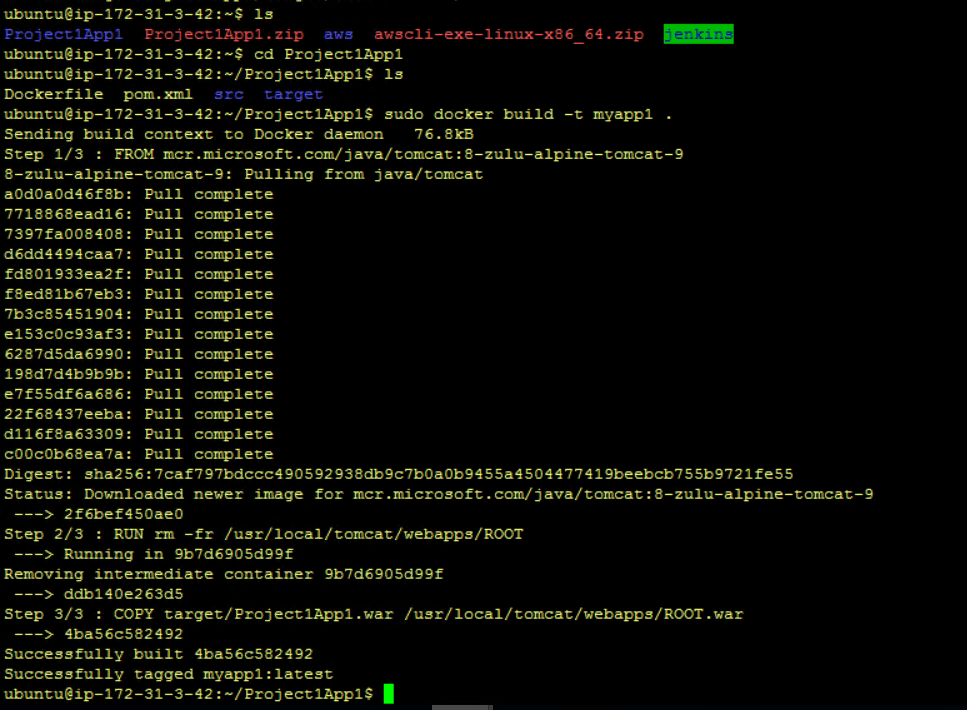 ubuntu@ip-172-31-3-42:~$ ls
Project1App1  Project1App1.zip  aws  awscli-exe-linux-x86_64.zip  jenkins
ubuntu@ip-172-31-3-42:~$ cd Project1App1
ubuntu@ip-172-31-3-42:~/Project1App1$ ls
Dockerfile  pom.xml  src  target
ubuntu@ip-172-31-3-42:~/Project1App1$ sudo docker build -t myapp1 .
Sending build context to Docker daemon   76.8kB
Step 1/3 : FROM mcr.microsoft.com/java/tomcat:8-zulu-alpine-tomcat-9
8-zulu-alpine-tomcat-9: Pulling from java/tomcat
a0d0a0d46f8b: Pull complete
7718868ead16: Pull complete
7397fa008408: Pull complete
d6dd4494caa7: Pull complete
fd801933ea2f: Pull complete
f8ed81b67eb3: Pull complete
7b3c85451904: Pull complete
e153c0c93af3: Pull complete
6287d5da6990: Pull complete
198d7d4b9b9b: Pull complete
e7f55df6a686: Pull complete
22f68437eeba: Pull complete
d116f8a63309: Pull complete
c00c0b68ea7a: Pull complete
Digest: sha256:7caf797bdccc490592938db9c7b0a0b9455a4504477419beebcb755b9721fe55
Status: Downloaded newer image for mcr.microsoft.com/java/tomcat:8-zulu-alpine-tomcat-9
 ---> 2f6bef450ae0
Step 2/3 : RUN rm -fr /usr/local/tomcat/webapps/ROOT
 ---> Running in 9b7d6905d99f
Removing intermediate container 9b7d6905d99f
 ---> ddb140e263d5
Step 3/3 : COPY target/Project1App1.war /usr/local/tomcat/webapps/ROOT.war
 ---> 4ba56c582492
Successfully built 4ba56c582492
Successfully tagged myapp1:latest
ubuntu@ip-172-31-3-42:~/Project1App1$